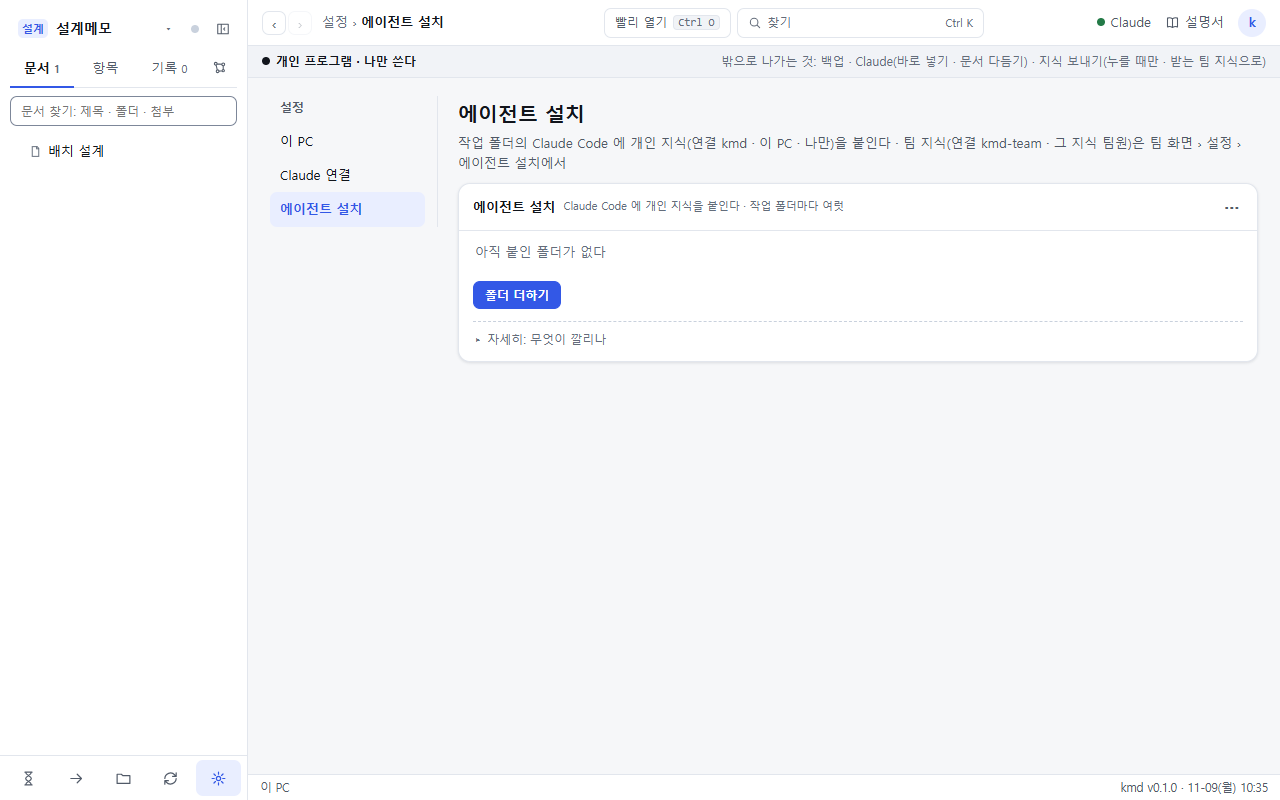 설계 설계메모
문서 1 항목 기록 0
문서 찾기: 제목 · 폴더 · 첨부
배치 설계
설정 › 에이전트 설치
빨리 열기 Ctrl O
찾기 Ctrl K
Claude 설명서 k
개인 프로그램 · 나만 쓴다
밖으로 나가는 것: 백업 · Claude(바로 넣기 · 문서 다듬기) · 지식 보내기(누를 때만 · 받는 팀 지식으로)
설정
이 PC
Claude 연결
에이전트 설치
에이전트 설치
작업 폴더의 Claude Code 에 개인 지식(연결 kmd · 이 PC · 나만)을 붙인다 · 팀 지식(연결 kmd-team · 그 지식 팀원)은 팀 화면 › 설정 ›
에이전트 설치에서
에이전트 설치 Claude Code 에 개인 지식을 붙인다 · 작업 폴더마다 여럿
아직 붙인 폴더가 없다
폴더 더하기
▸ 자세히: 무엇이 깔리나
이 PC
kmd v0.1.0 · 11-09(월) 10:35